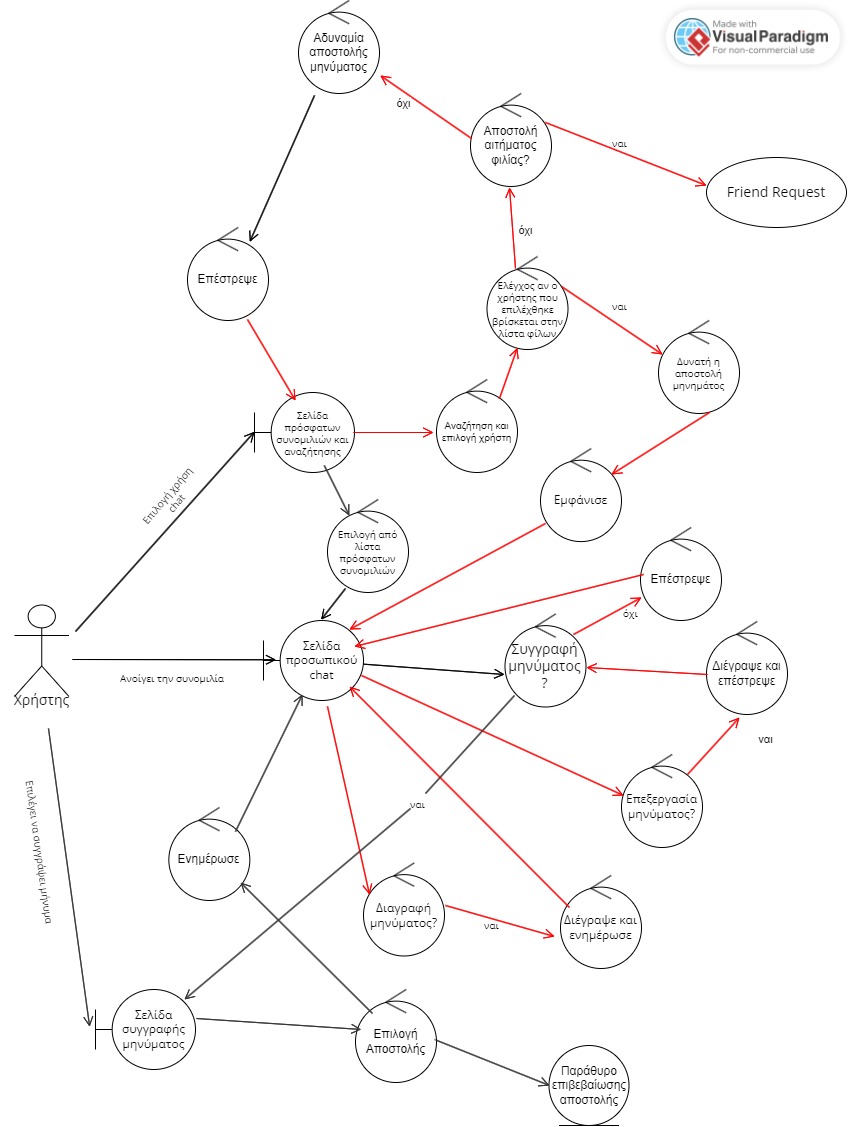 Made with
Visual Paradigm
For non-commercial use
Αδυναμία
αποστολής
μηνύματος
όχι
Αποστολή
αιτήματος
φιλίας?
ναι
Friend Request
όχι
Επέστρεψε
Ελέγχος αν ο
χρήστης που
επιλέχθηκε
βρίσκεται στην
λίστα φίλων
ναι
Δυνατή η
αποστολή
μηνημάτος
Σελίδα
πρόσφατων
συνομιλιών και
αναζήτησης
Αναζήτηση και
επιλογή χρήστη
Επιλογή χρήση
chat
Εμφάνισε
Επιλογή από
λίστα
πρόσφατων
συνομιλιών
Επέστρεψε
όχι
Χρήστης
Ανοίγει την συνομιλία
Σελίδα
προσωπικού
chat
Συγγραφή
μηνύματος
?
Διέγραψε και
επέστρεψε
ναι
Επιλέγει να συγγράψει μήνυμα
ναι
Επεξεργασία
μηνύματος?
Ενημέρωσε
Διαγραφή
μηνύματος?
ναι
Διέγραψε και
ενημέρωσε
Σελίδα
συγγραφής
μηνύματος
Επιλογή
Αποστολής
Παράθυρο
επιβεβαίωσης
αποστολής